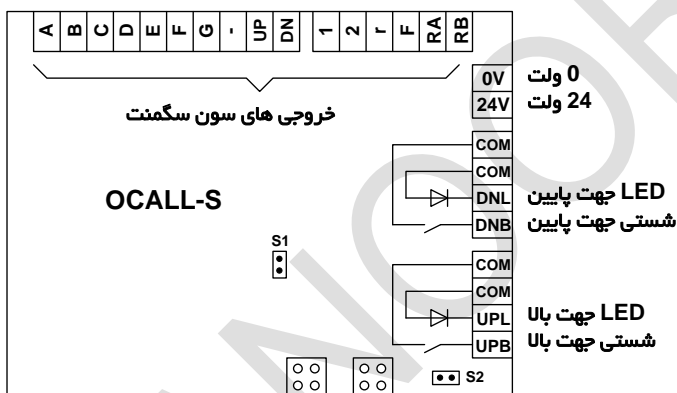 A B C D E F G - UP DN 1 2 r F RA RB
خروجی های سون سگمنت
0V 0 ولت
24V 24 ولت
COM
COM
DNL LED جهت پایین
DNB شستی جهت پایین
OCALL-S
S1
COM
COM
UPL LED جهت بالا
UPB شستی جهت بالا
S2